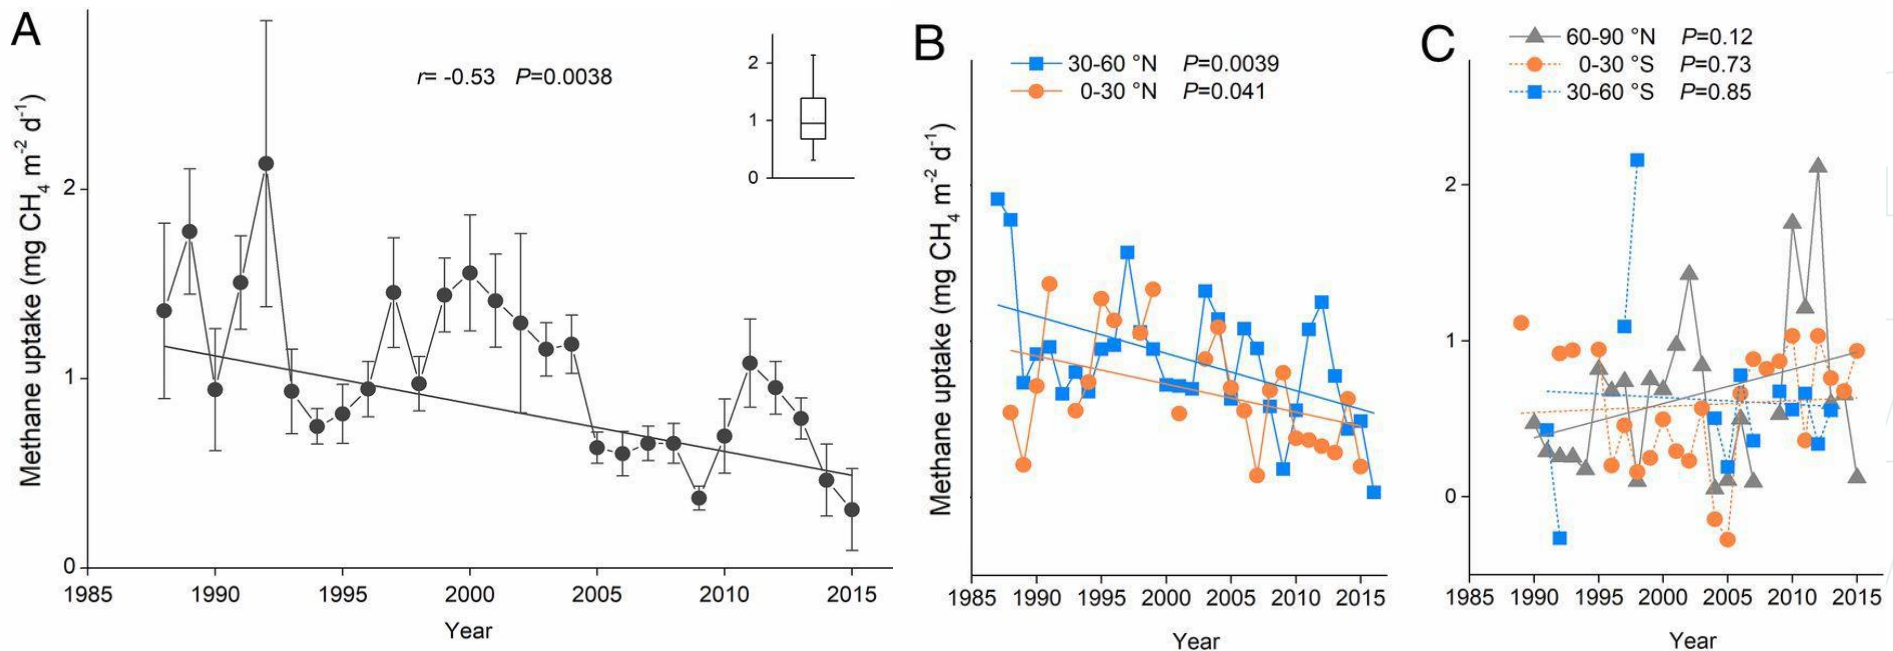 A
r= -0.53 P=0.0038
Methane uptake (mg CH4 m-2 d-1)
2
1
0
2
1
0
1985 1990 1995 2000 2005 2010 2015
Year
B
30-60 °N P=0.0039
0-30 °N P=0.041
Methane uptake (mg CH4 m-2 d-1)
1985 1990 1995 2000 2005 2010 2015
Year
C
60-90 °N P=0.12
0-30 °S P=0.73
30-60 °S P=0.85
2
1
0
1985 1990 1995 2000 2005 2010 2015
Year